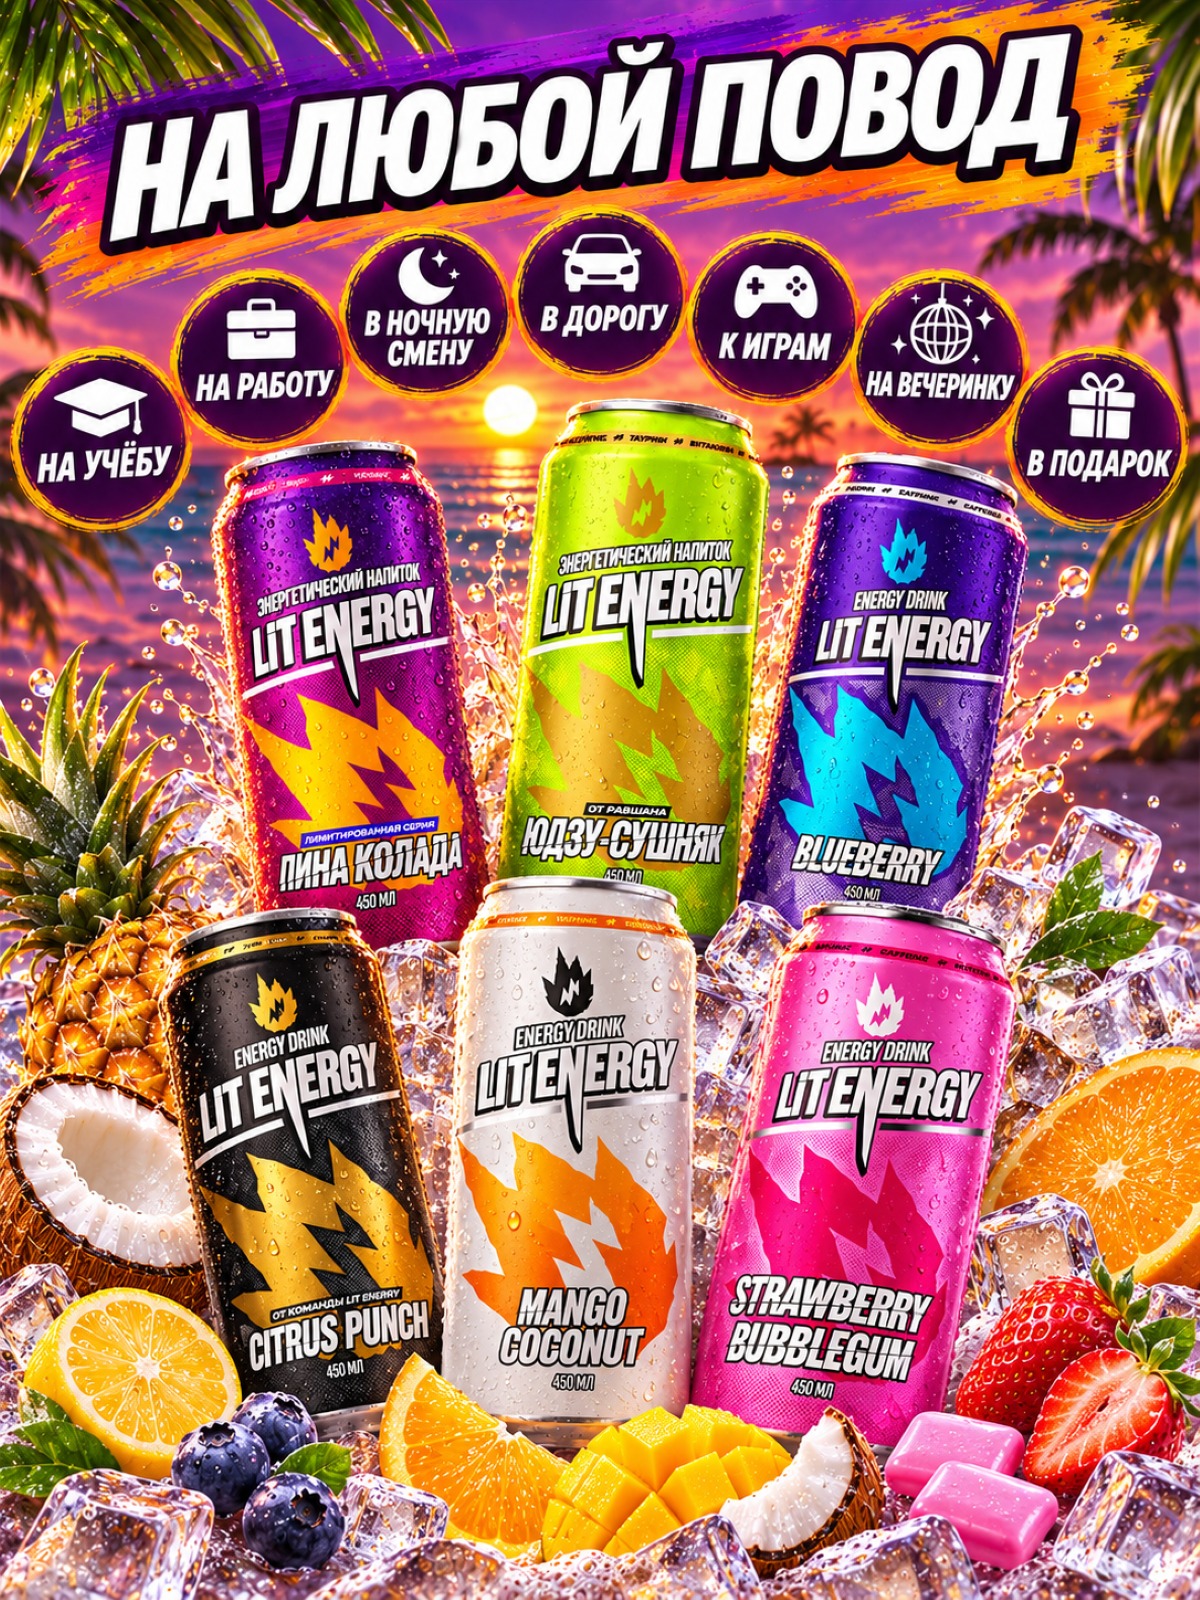 НА ЛЮБОЙ ПОВОД
НА УЧЁБУ
НА РАБОТУ
В НОЧНУЮ
СМЕНУ
В ДОРОГУ
К ИГРАМ
НА ВЕЧЕРИНКУ
В ПОДАРОК
ЭНЕРГЕТИЧЕСКИЙ НАПИТОК
LIT ENERGY
ЛИМИТИРОВАННАЯ СЕРИЯ
ПИНА КОЛАДА
450 МЛ
ТАУРИН
ЭНЕРГЕТИЧЕСКИЙ НАПИТОК
LIT ENERGY
ОТ РАВШАНА
ЮДЗУ-СУШНЯК
450 МЛ
CAFFEINE
ENERGY DRINK
LIT ENERGY
BLUEBERRY
450 МЛ
ENERGY DRINK
LIT ENERGY
ОТ КОМАНДЫ LIT ENERGY
CITRUS PUNCH
450 МЛ
ENERGY DRINK
LIT ENERGY
MANGO
COCONUT
450 МЛ
ENERGY DRINK
LIT ENERGY
STRAWBERRY
BUBBLEGUM
450 МЛ